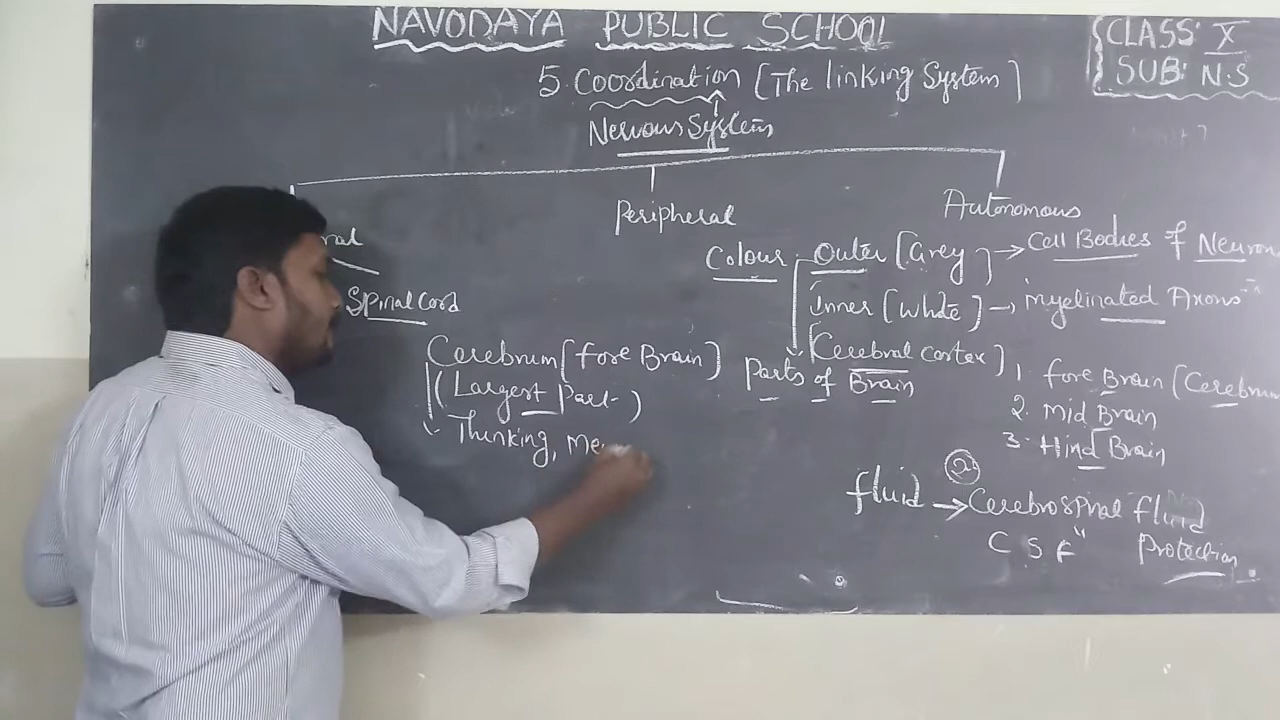 NAVODAYA PUBLIC SCHOOL
CLASS: X
SUB: N.S
5. Coordination [The linking System]
Nervous System
ral
Peripheral
Autonomous
Spinal Cord
Colour
Outer [Grey] → Cell Bodies of Neuron
Inner [White] → Myelinated Axons
[Cerebral cortex]
Cerebrum [fore Brain]
(Largest Part)
Thinking, Me
Parts of Brain
1. fore Brain [Cerebrum
2. Mid Brain
3. Hind Brain
fluid → Cerebrospinal fluid
C S F"
Protection.